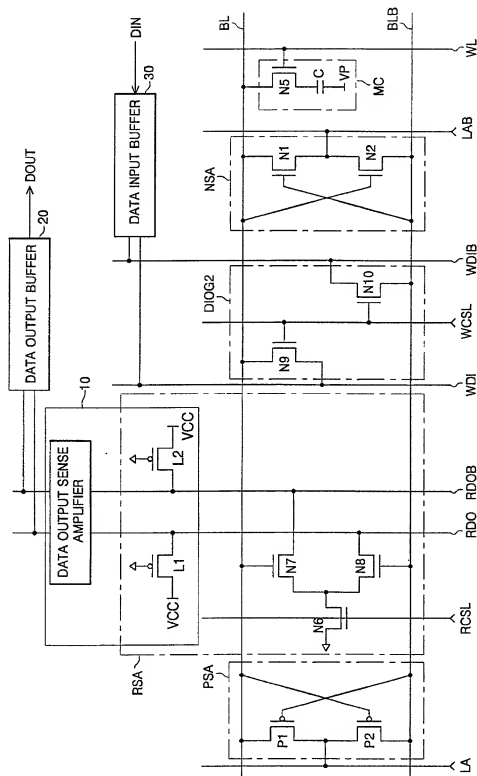 DOUT
20
DATA OUTPUT BUFFER
DIN
30
DATA INPUT BUFFER
10
DATA OUTPUT SENSE
AMPLIFIER
L1
VCC
L2
VCC
RSA
PSA
P1
P2
N6
N7
N8
DIOG2
N9
N10
NSA
N1
N2
N5
C
VP
MC
BL
BLB
LA
RCSL
RDO
RDOB
WDI
WCSL
WDIB
LAB
WL